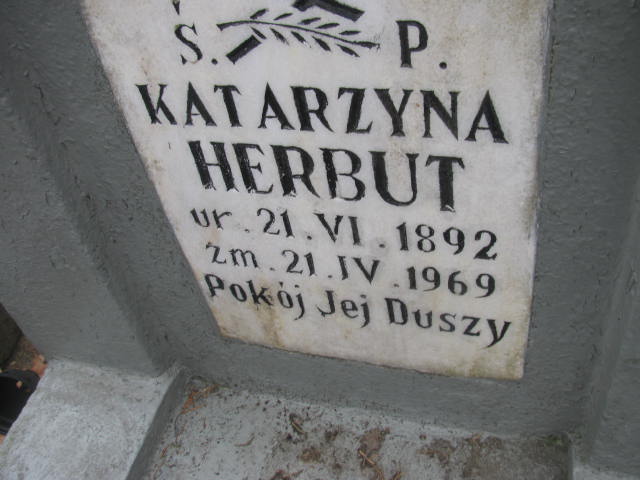 Ś. P.
KATARZYNA
HERBUT
ur. 21. VI. 1892
zm. 21. IV. 1969
Pokój Jej Duszy